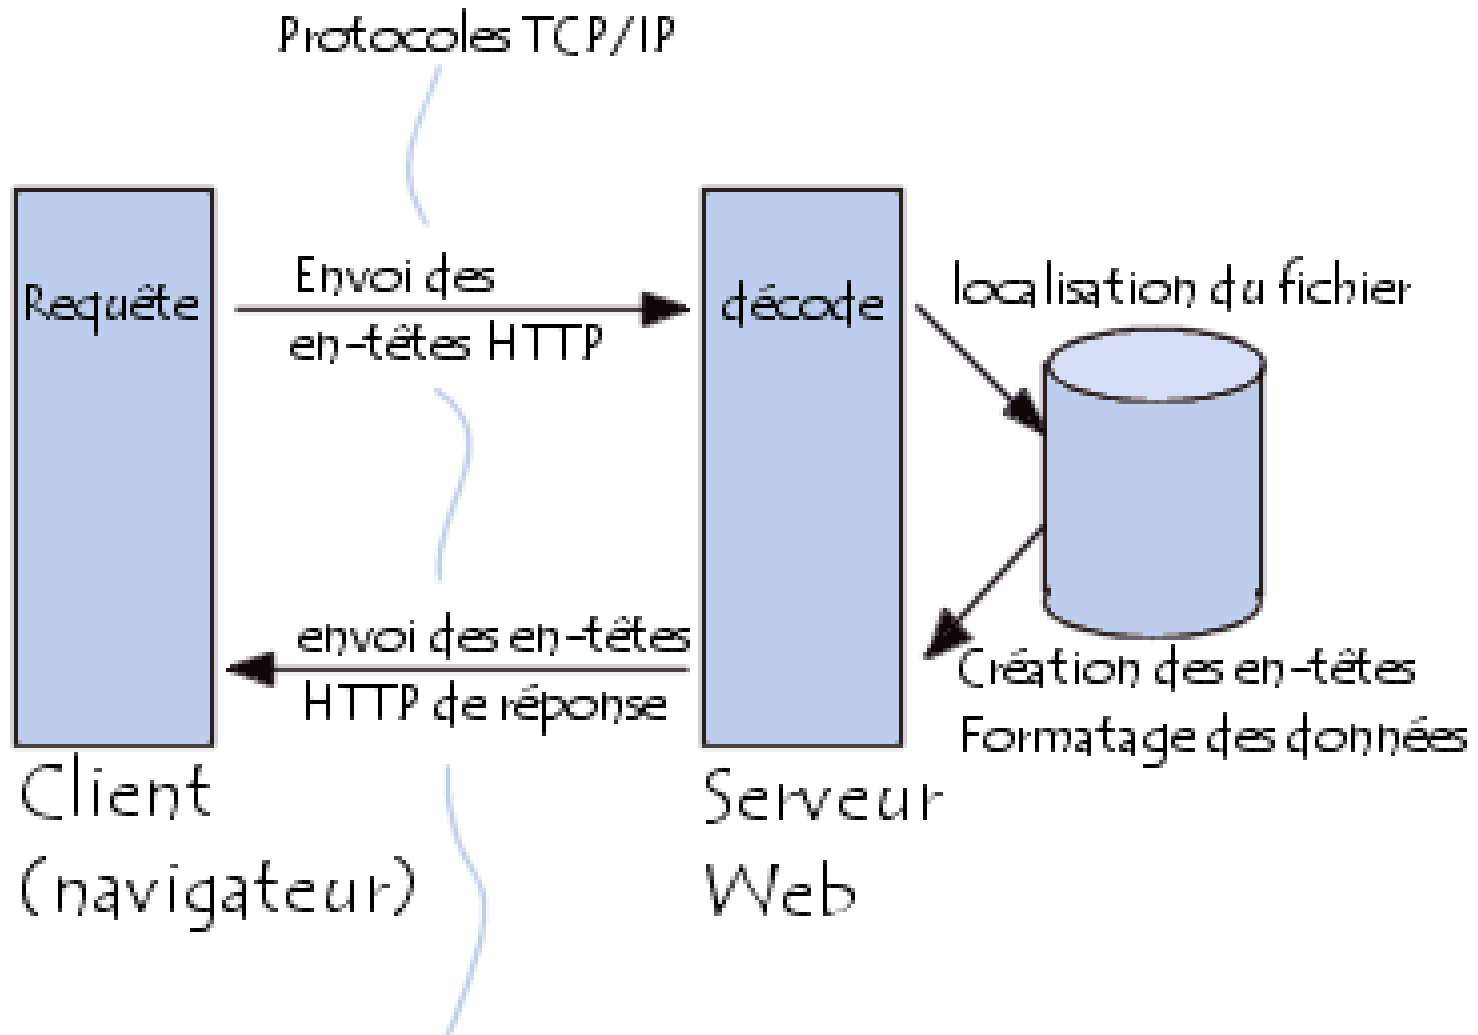 Protocoles TCP/IP
Envoi des
en-têtes HTTP
Requête
décode
localisation du fichier
envoi des en-têtes
HTTP de réponse
Création des en-têtes
Formatage des données
Client
(navigateur)
Serveur
Web